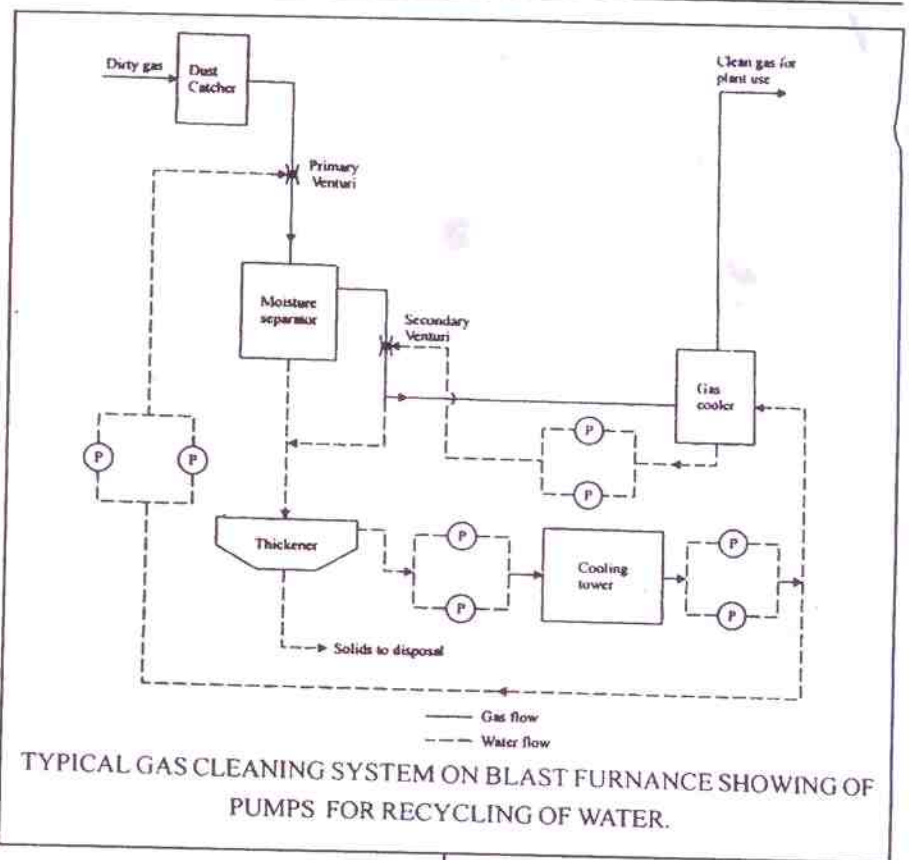 Dirty gas
Dust
Catcher
Clean gas for
plant use
Primary
Venturi
Moisture
separator
Secondary
Venturi
Gas
cooler
P
P
P
P
Thickener
P
P
Cooling
tower
P
P
Solids to disposal
Gas flow
Water flow
TYPICAL GAS CLEANING SYSTEM ON BLAST FURNANCE SHOWING OF
PUMPS FOR RECYCLING OF WATER.